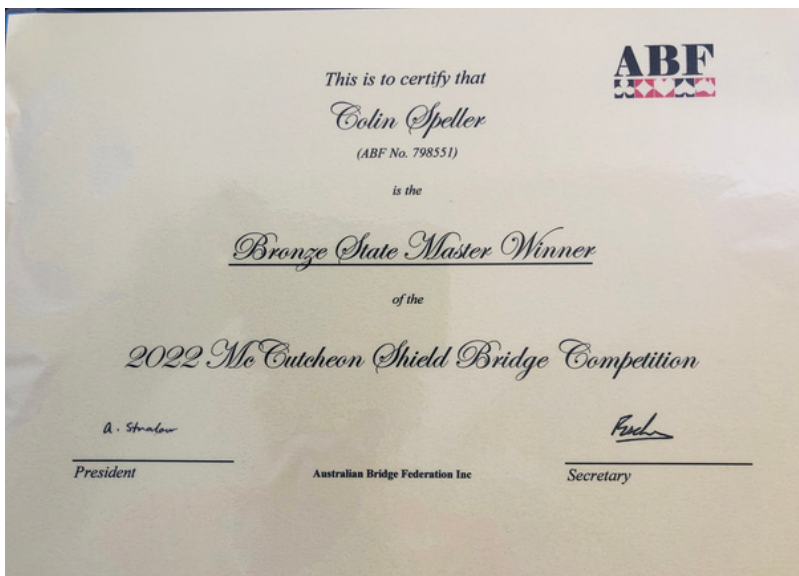 ABF
This is to certify that
Colin Speller
(ABF No. 798551)
is the
Bronze State Master Winner
of the
2022 McCutcheon Shield Bridge Competition
President
Australian Bridge Federation Inc
Secretary